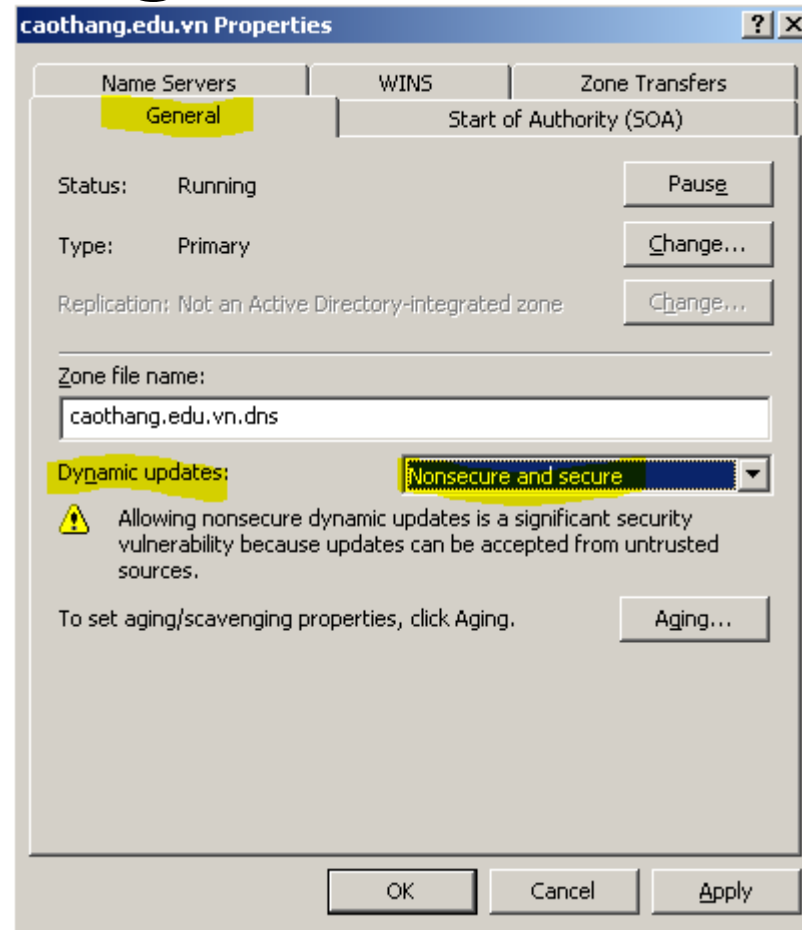 caothang.edu.vn Properties
Name Servers WINS Zone Transfers
General Start of Authority (SOA)
Status: Running Pause
Type: Primary Change...
Replication: Not an Active Directory-integrated zone Change...
Zone file name:
caothang.edu.vn.dns
Dynamic updates: Nonsecure and secure
Allowing nonsecure dynamic updates is a significant security
vulnerability because updates can be accepted from untrusted
sources.
To set aging/scavenging properties, click Aging. Aging...
OK Cancel Apply